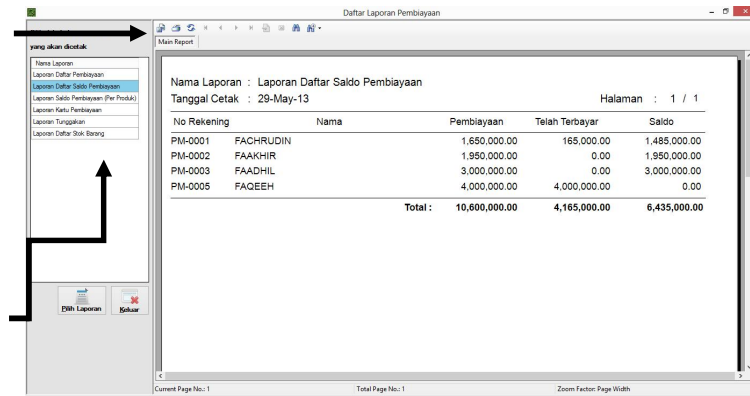 Daftar Laporan Pembiayaan
yang akan dicetak
Nama Laporan
Laporan Daftar Pembiayaan
Laporan Daftar Saldo Pembiayaan
Laporan Saldo Pembiayaan (Per Produk)
Laporan Kartu Pembiayaan
Laporan Tunggakan
Laporan Daftar Stok Barang
Pilih Laporan Keluar
Main Report
Nama Laporan : Laporan Daftar Saldo Pembiayaan
Tanggal Cetak : 29-May-13 Halaman : 1 / 1
No Rekening Nama Pembiayaan Telah Terbayar Saldo
PM-0001 FACHRUDIN 1,650,000.00 165,000.00 1,485,000.00
PM-0002 FAAKHIR 1,950,000.00 0.00 1,950,000.00
PM-0003 FAADHIL 3,000,000.00 0.00 3,000,000.00
PM-0005 FAQEEH 4,000,000.00 4,000,000.00 0.00
Total : 10,600,000.00 4,165,000.00 6,435,000.00
Current Page No.: 1 Total Page No.: 1 Zoom Factor: Page Width